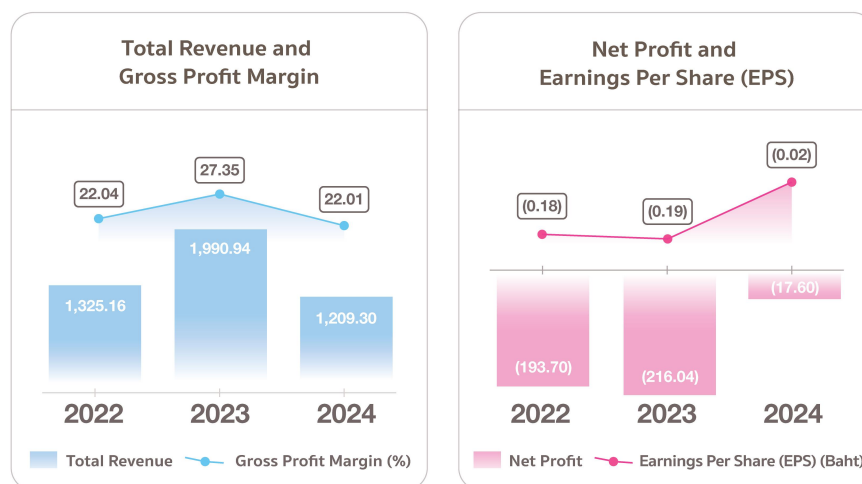 Total Revenue and
Gross Profit Margin
22.04
27.35
22.01
1,325.16
1,990.94
1,209.30
2022
2023
2024
Total Revenue
Gross Profit Margin (%)
Net Profit and
Earnings Per Share (EPS)
(0.18)
(0.19)
(0.02)
(193.70)
(216.04)
(17.60)
2022
2023
2024
Net Profit
Earnings Per Share (EPS) (Baht)